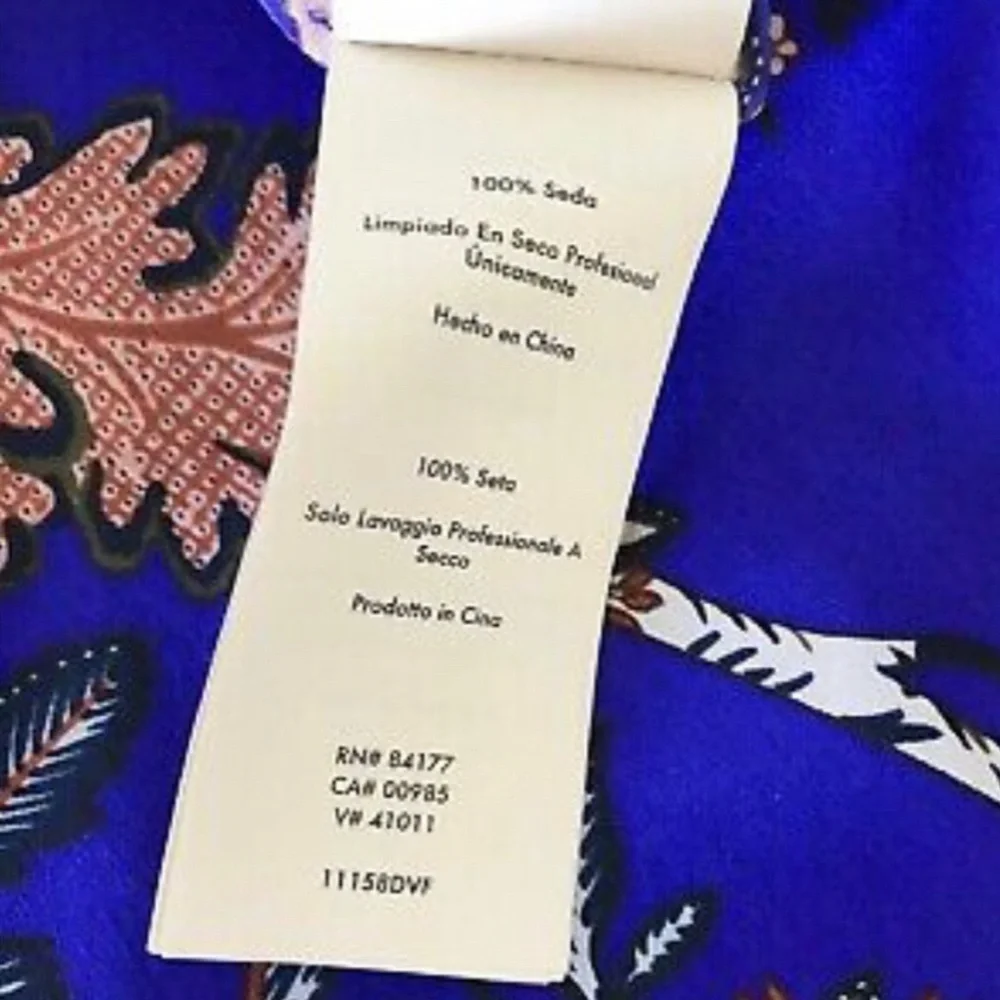 100% Seda
Limpiado En Seco Profesional
Únicamente
Hecho en China
100% Seta
Solo Lavaggio Professionale A
Secco
Prodotto in Cina
RN# 84177
CA# 00985
V# 41011
11158DVF